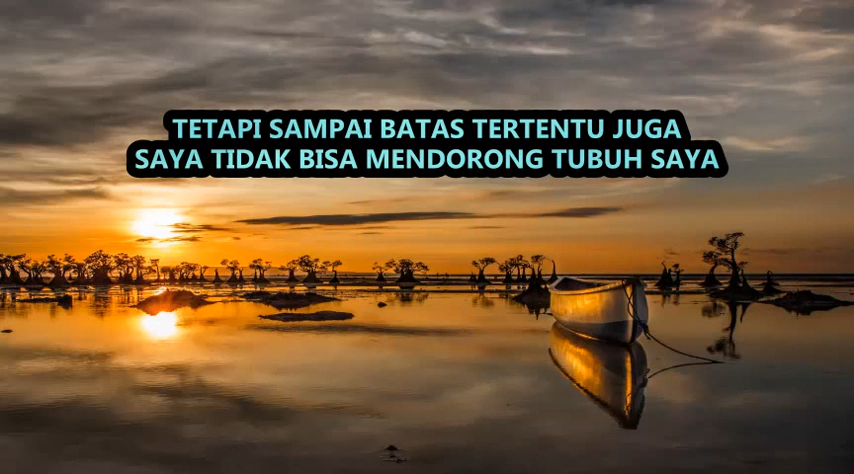 TETAPI SAMPAI BATAS TERTENTU JUGA
SAYA TIDAK BISA MENDORONG TUBUH SAYA